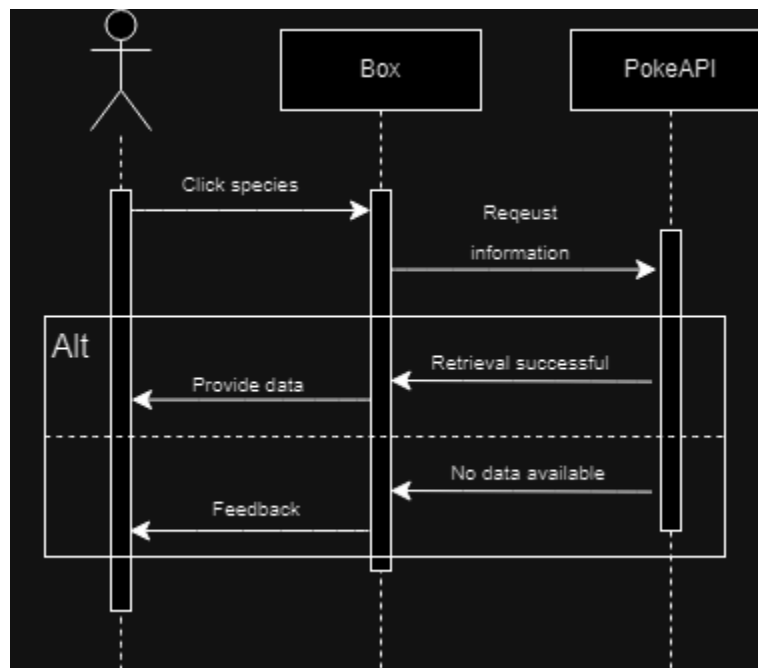 Box
PokeAPI
Click species
Reqeust
information
Alt
Retrieval successful
Provide data
No data available
Feedback